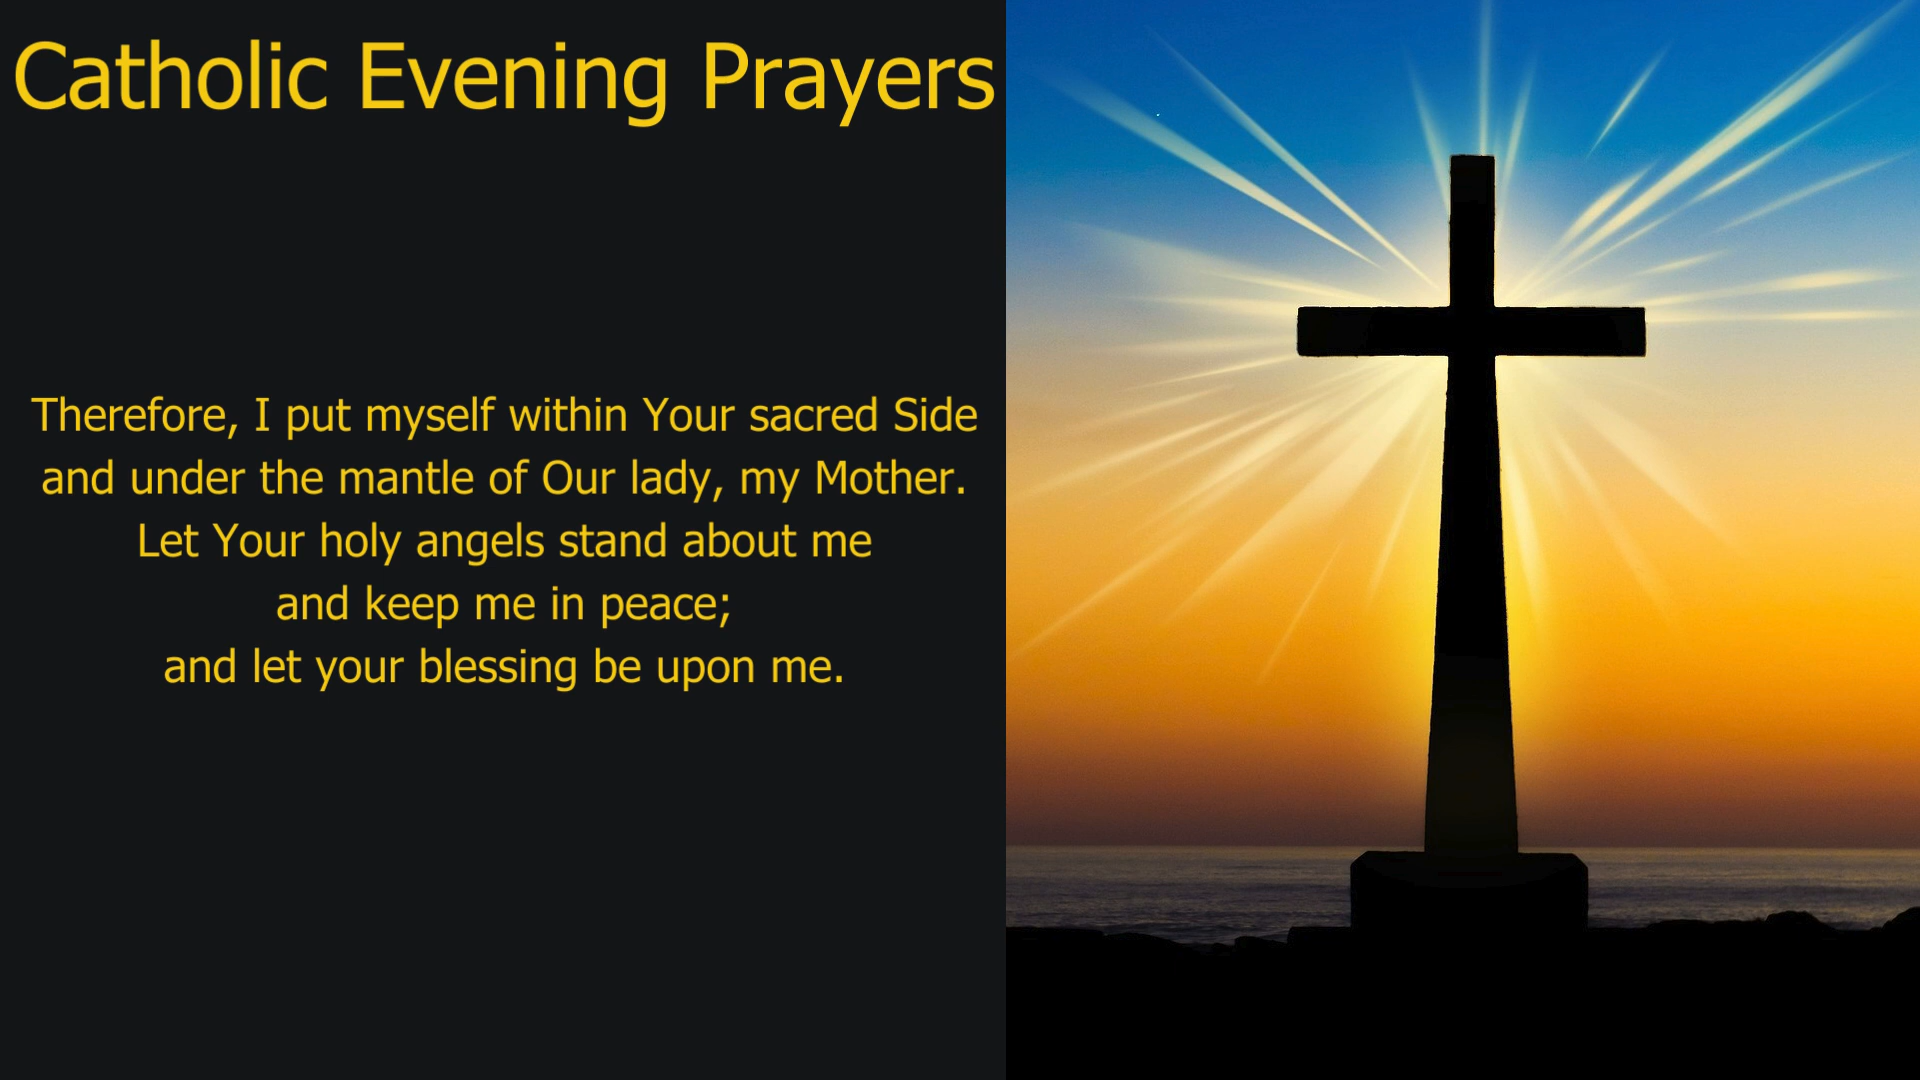 Catholic Evening Prayers
Therefore, I put myself within Your sacred Side
and under the mantle of Our lady, my Mother.
Let Your holy angels stand about me
and keep me in peace;
and let your blessing be upon me.